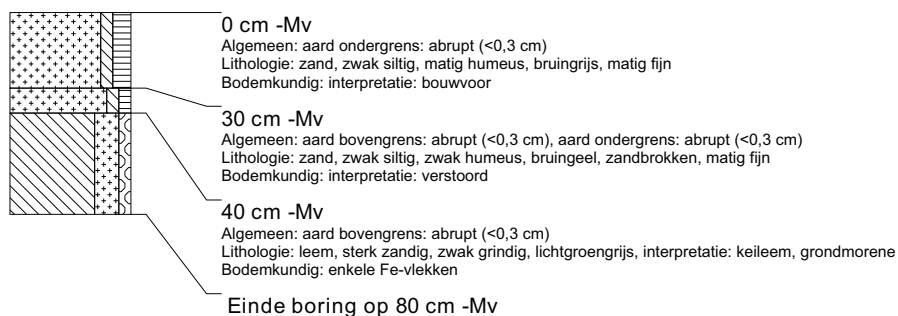 0 cm -Mv
Algemeen: aard ondergrens: abrupt (<0,3 cm)
Lithologie: zand, zwak siltig, matig humeus, bruingrijs, matig fijn
Bodemkundig: interpretatie: bouwvoor
30 cm -Mv
Algemeen: aard bovengrens: abrupt (<0,3 cm), aard ondergrens: abrupt (<0,3 cm)
Lithologie: zand, zwak siltig, zwak humeus, bruingeel, zandbrokken, matig fijn
Bodemkundig: interpretatie: verstoord
40 cm -Mv
Algemeen: aard bovengrens: abrupt (<0,3 cm)
Lithologie: leem, sterk zandig, zwak grindig, lichtgroengrijs, interpretatie: keileem, grondmorene
Bodemkundig: enkele Fe-vlekken
Einde boring op 80 cm -Mv